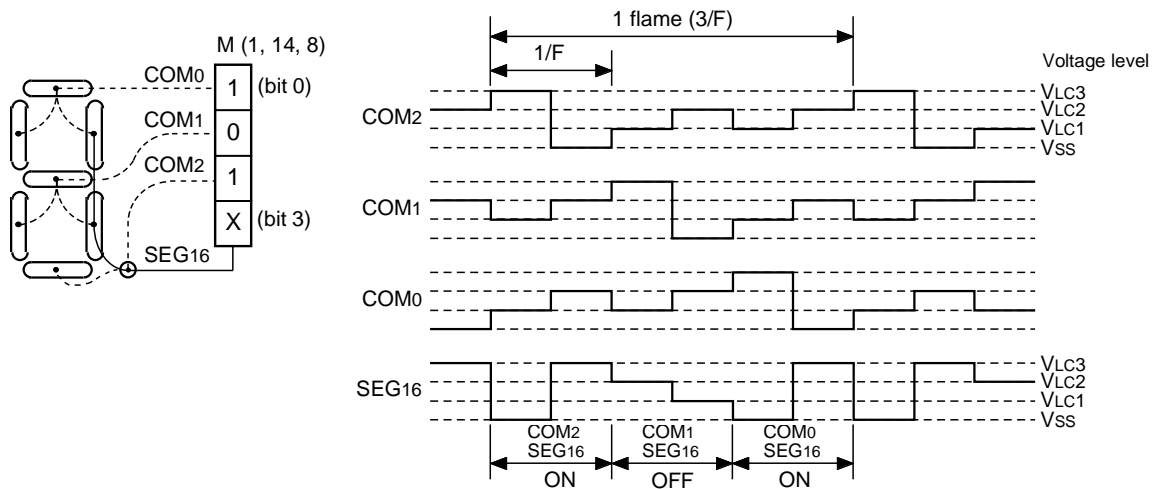 M (1, 14, 8)
COM0
1
(bit 0)
COM1
0
COM2
1
X
(bit 3)
SEG16
1 flame (3/F)
1/F
Voltage level
COM2
VLC3
VLC2
VLC1
VSS
COM1
COM0
SEG16
VLC3
VLC2
VLC1
VSS
COM2
SEG16
ON
COM1
SEG16
OFF
COM0
SEG16
ON